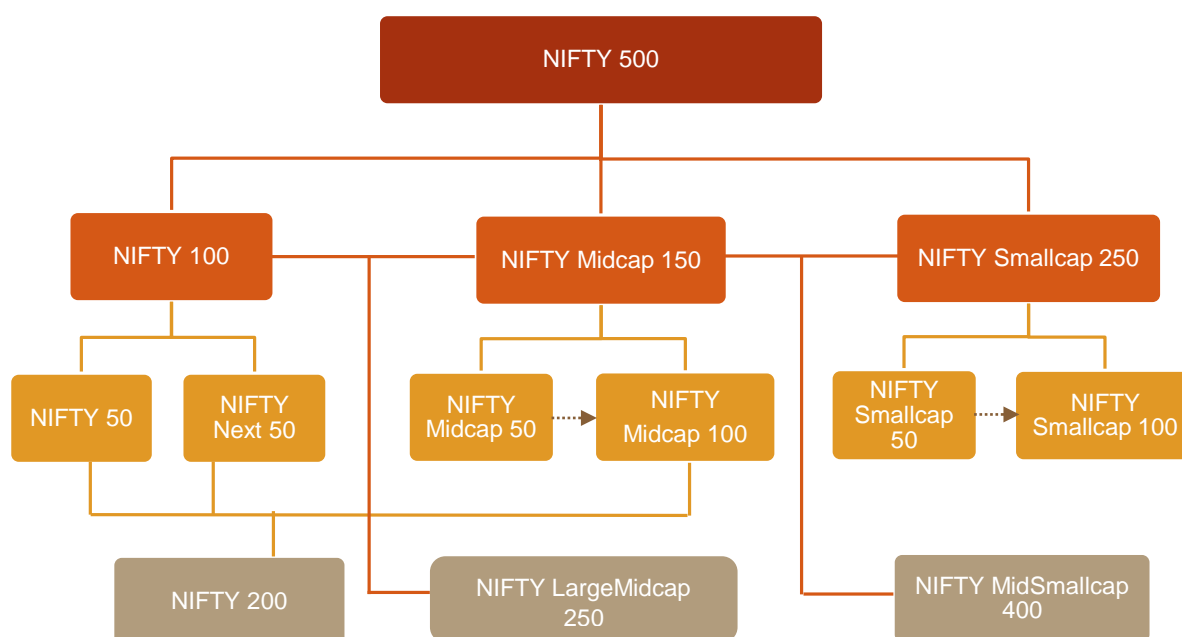 NIFTY 500
NIFTY 100
NIFTY Midcap 150
NIFTY Smallcap 250
NIFTY 50
NIFTY
Next 50
NIFTY
Midcap 50
NIFTY
Midcap 100
NIFTY
Smallcap
50
NIFTY
Smallcap 100
NIFTY 200
NIFTY LargeMidcap
250
NIFTY MidSmallcap
400